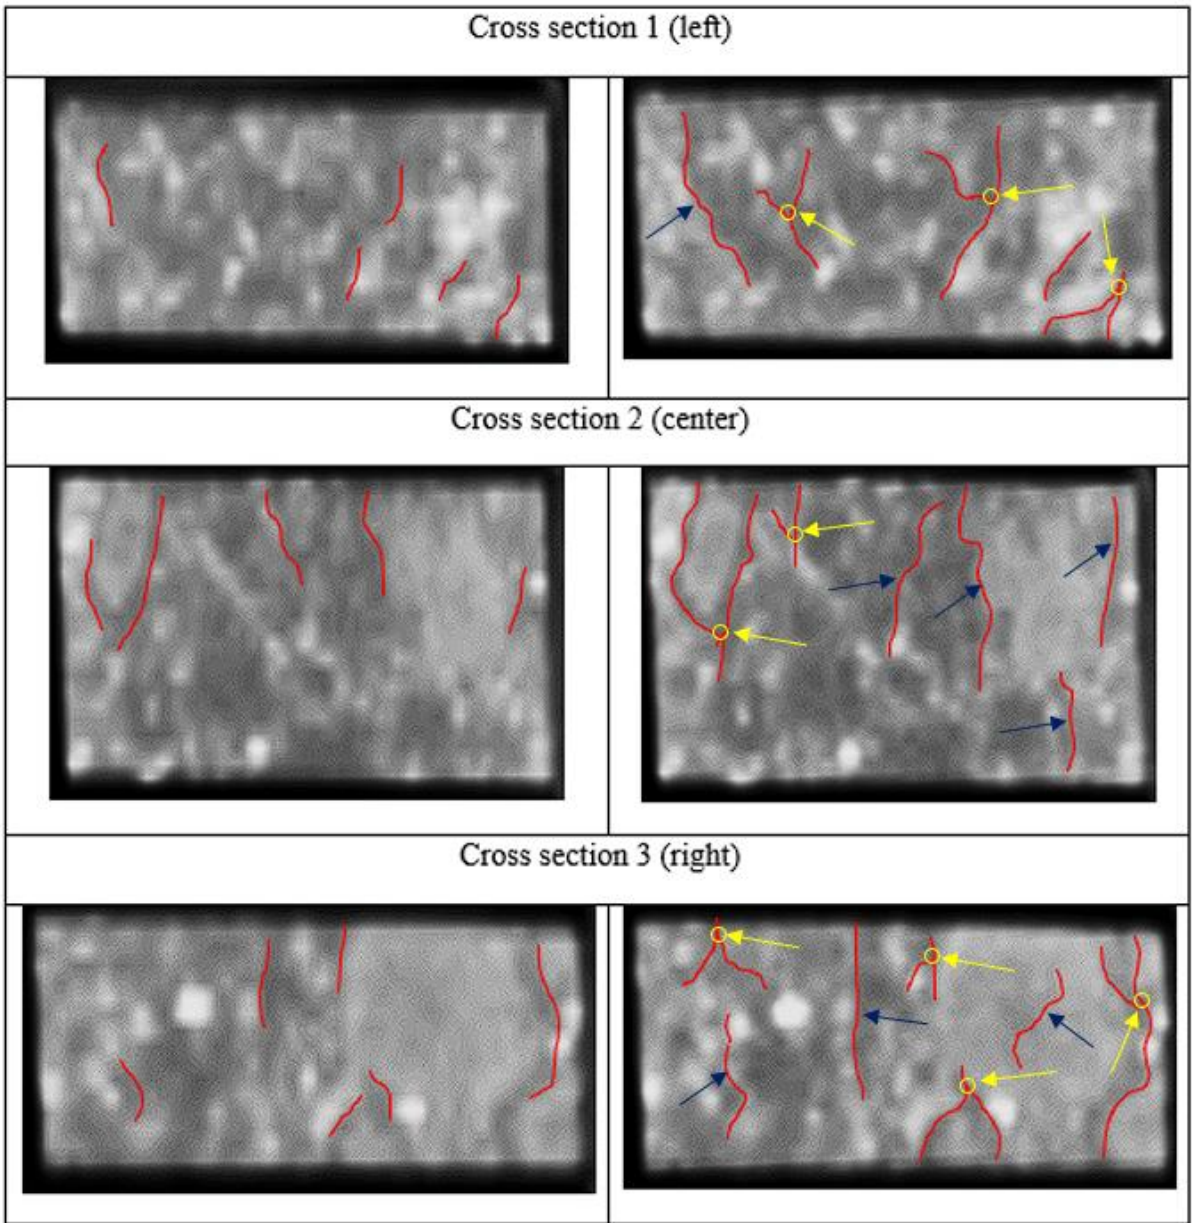 Cross section 1 (left)
Cross section 2 (center)
Cross section 3 (right)